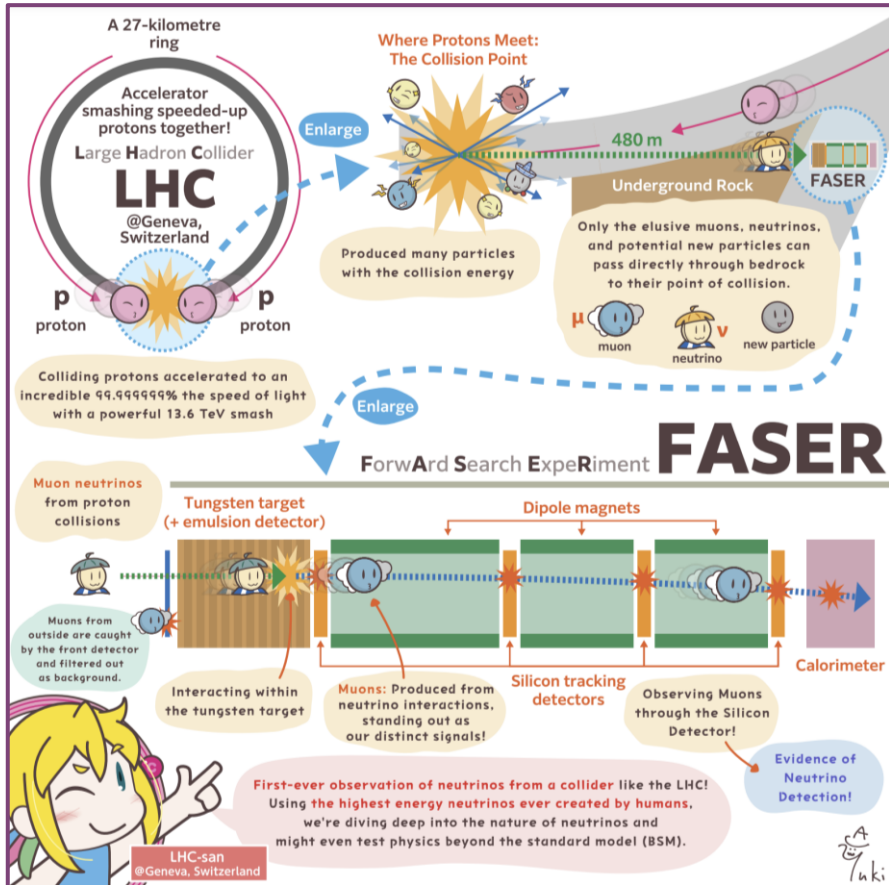 A 27-kilometre
ring
Accelerator
smashing speeded-up
protons together!
Large Hadron Collider
LHC
@Geneva,
Switzerland
p
proton
p
proton
Colliding protons accelerated to an
incredible 99.999999% the speed of light
with a powerful 13.6 TeV smash
Enlarge
Where Protons Meet:
The Collision Point
Produced many particles
with the collision energy
480 m
Underground Rock
FASER
Only the elusive muons, neutrinos,
and potential new particles can
pass directly through bedrock
to their point of collision.
μ
muon
ν
neutrino
new particle
Enlarge
ForwArd Search ExpeRiment FASER
Muon neutrinos
from proton
collisions
Tungsten target
(+ emulsion detector)
Dipole magnets
Muons from
outside are caught
by the front detector
and filtered out
as background.
Interacting within
the tungsten target
Muons: Produced from
neutrino interactions,
standing out as
our distinct signals!
Silicon tracking
detectors
Calorimeter
Observing Muons
through the Silicon
Detector!
Evidence of
Neutrino
Detection!
First-ever observation of neutrinos from a collider like the LHC!
Using the highest energy neutrinos ever created by humans,
we're diving deep into the nature of neutrinos and
might even test physics beyond the standard model (BSM).
LHC-san
@Geneva, Switzerland
A
Yuki